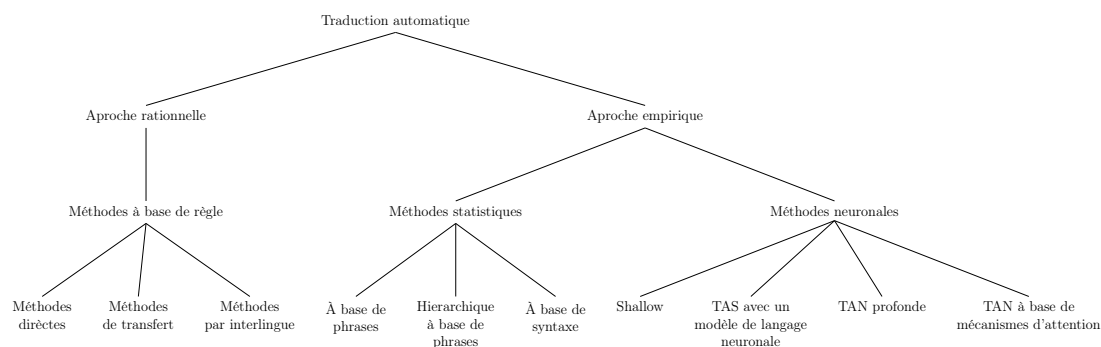 Traduction automatique
Aproche rationnelle
Aproche empirique
Méthodes à base de règle
Méthodes statistiques
Méthodes neuronales
Méthodes
dirèctes
Méthodes
de transfert
Méthodes
par interlingue
À base de
phrases
Hierarchique
à base de
phrases
À base de
syntaxe
Shallow
TAS avec un
modèle de langage
neuronale
TAN profonde
TAN à base de
mécanismes d'attention